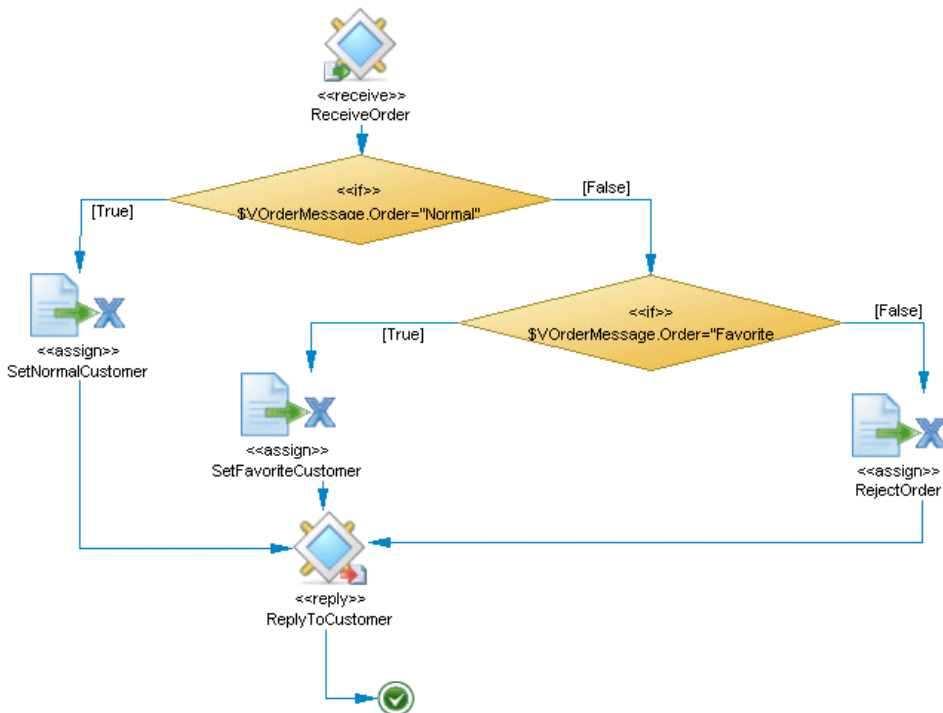 <<receive>>
ReceiveOrder
<<if>>
$VOrderMessage.Order="Normal"
[True]
[False]
<<if>>
$VOrderMessage.Order="Favorite
[True]
[False]
<<assign>>
SetNormalCustomer
<<assign>>
SetFavoriteCustomer
<<assign>>
RejectOrder
<<reply>>
ReplyToCustomer